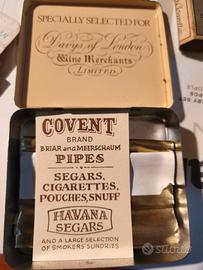 SPECIALLY SELECTED FOR
Davys of London
Wine Merchants
LIMITED
COVENT
BRAND
BRIAR AND MEERSCHAUM
PIPES
SEGARS,
CIGARETTES,
POUCHES, SNUFF
HAVANA
SEGARS
AND A LARGE SELECTION
OF SMOKERS SUNDRIES
Subito